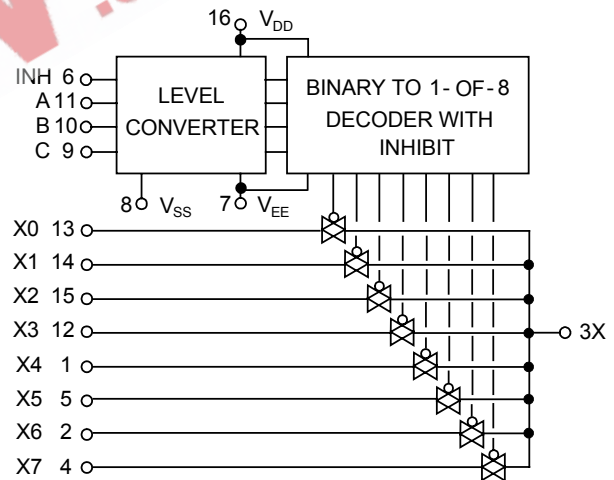 16 V_DD
INH 6
A 11
B 10
C 9
LEVEL
CONVERTER
BINARY TO 1-OF-8
DECODER WITH
INHIBIT
8 V_SS
7 V_EE
X0 13
X1 14
X2 15
X3 12
3X
X4 1
X5 5
X6 2
X7 4